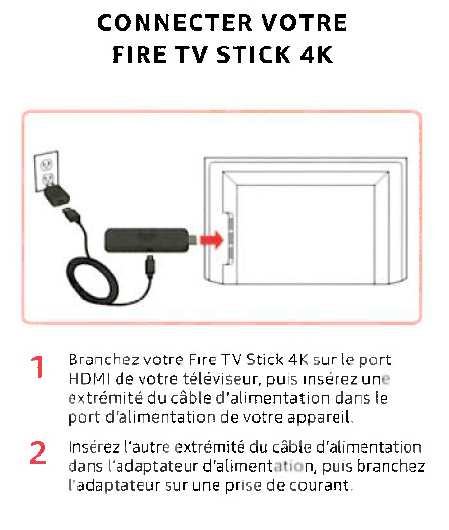 CONNECTER VOTRE
FIRE TV STICK 4K
1 Branchez votre Fire TV Stick 4K sur le port
HDMI de votre téléviseur, puis insérez une
extrémité du câble d'alimentation dans le
port d'alimentation de votre appareil.
2 Insérez l'autre extrémité du câble d'alimentation
dans l'adaptateur d'alimentation, puis branchez
l'adaptateur sur une prise de courant.